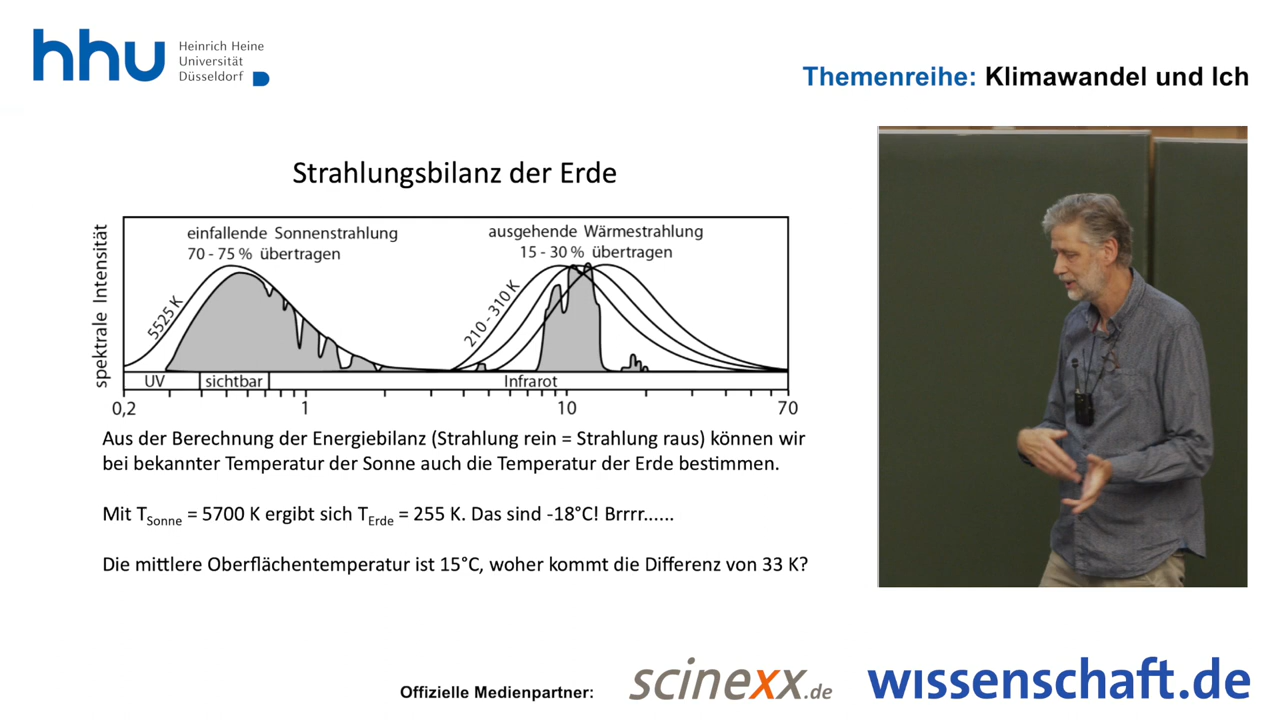 hhu
Heinrich Heine
Universität
Düsseldorf
Themenreihe: Klimawandel und Ich
Strahlungsbilanz der Erde
spektrale Intensität
einfallende Sonnenstrahlung
70 - 75 % übertragen
ausgehende Wärmestrahlung
15 - 30 % übertragen
5525 K
210 - 310 K
UV sichtbar Infrarot
0,2 1 10 70
Aus der Berechnung der Energiebilanz (Strahlung rein = Strahlung raus) können wir
bei bekannter Temperatur der Sonne auch die Temperatur der Erde bestimmen.
Mit TSonne = 5700 K ergibt sich TErde = 255 K. Das sind -18°C! Brrrr......
Die mittlere Oberflächentemperatur ist 15°C, woher kommt die Differenz von 33 K?
Offizielle Medienpartner:
scinexx.de
wissenschaft.de